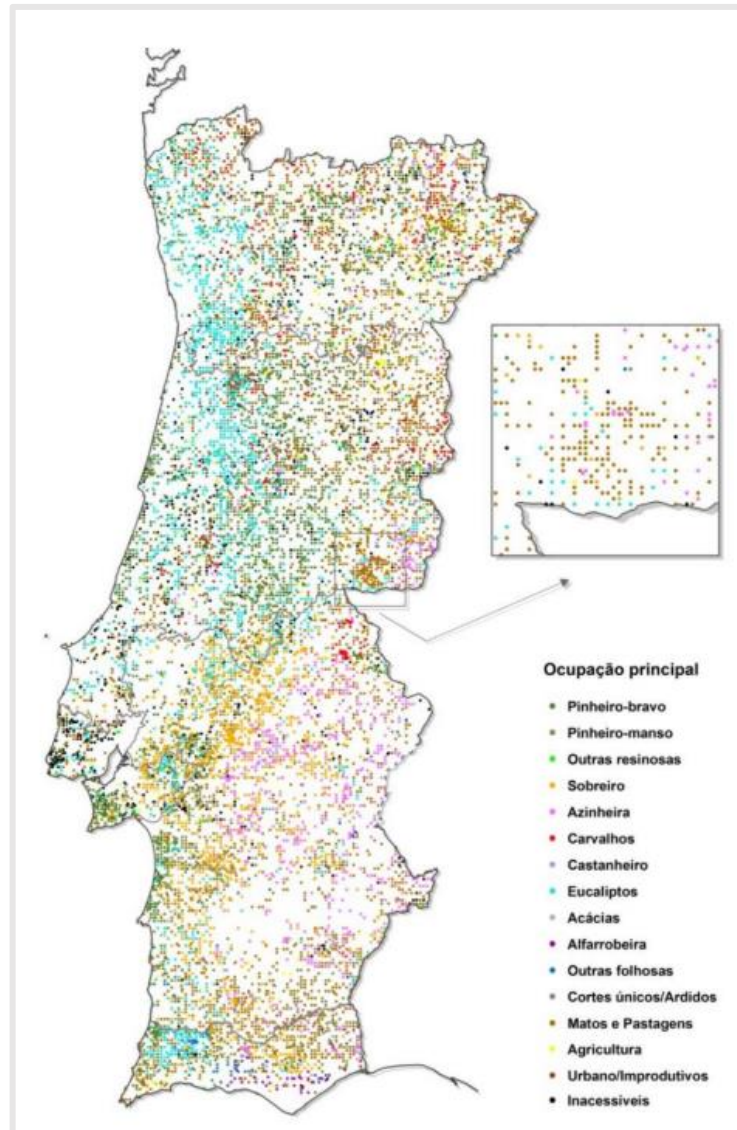 Ocupação principal
Pinheiro-bravo
Pinheiro-manso
Outras resinosas
Sobreiro
Azinheira
Carvalhos
Castanheiro
Eucaliptos
Acácias
Alfarrobeira
Outras folhosas
Cortes únicos/Ardidos
Matos e Pastagens
Agricultura
Urbano/Improdutivos
Inacessíveis